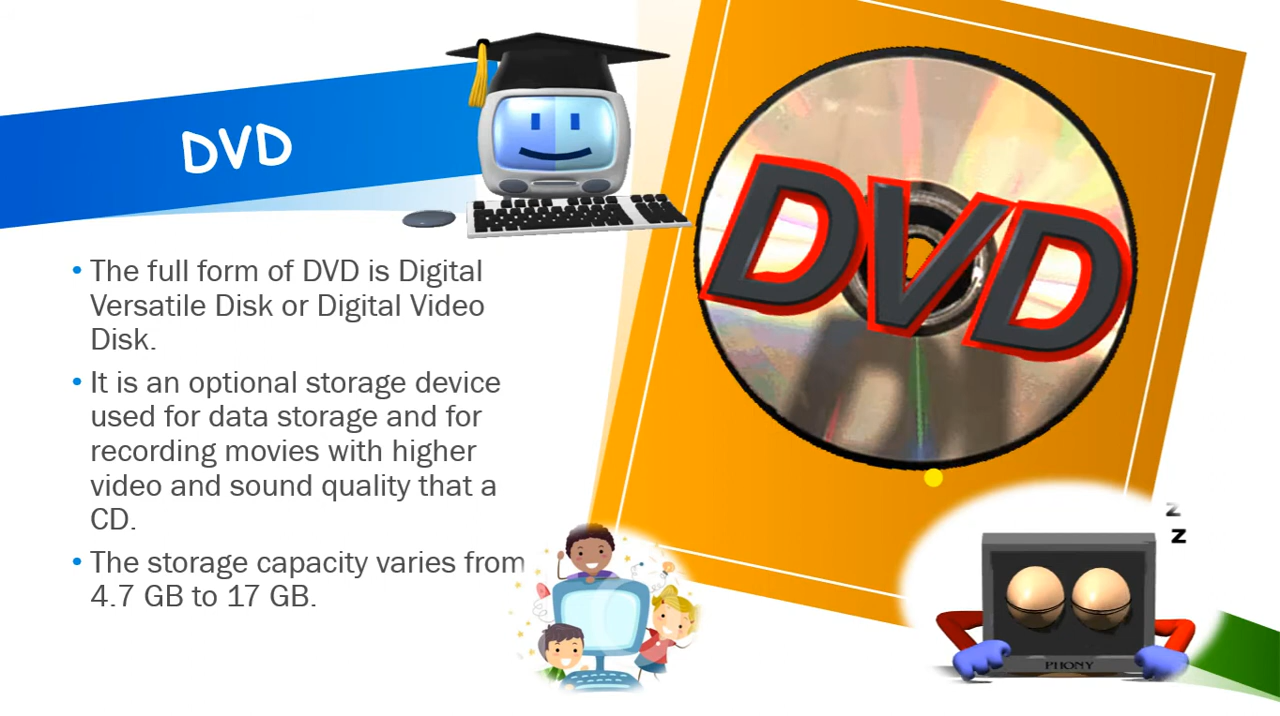 DVD
DVD
• The full form of DVD is Digital
Versatile Disk or Digital Video
Disk.
• It is an optional storage device
used for data storage and for
recording movies with higher
video and sound quality that a
CD.
• The storage capacity varies from
4.7 GB to 17 GB.
z
z
PHONY